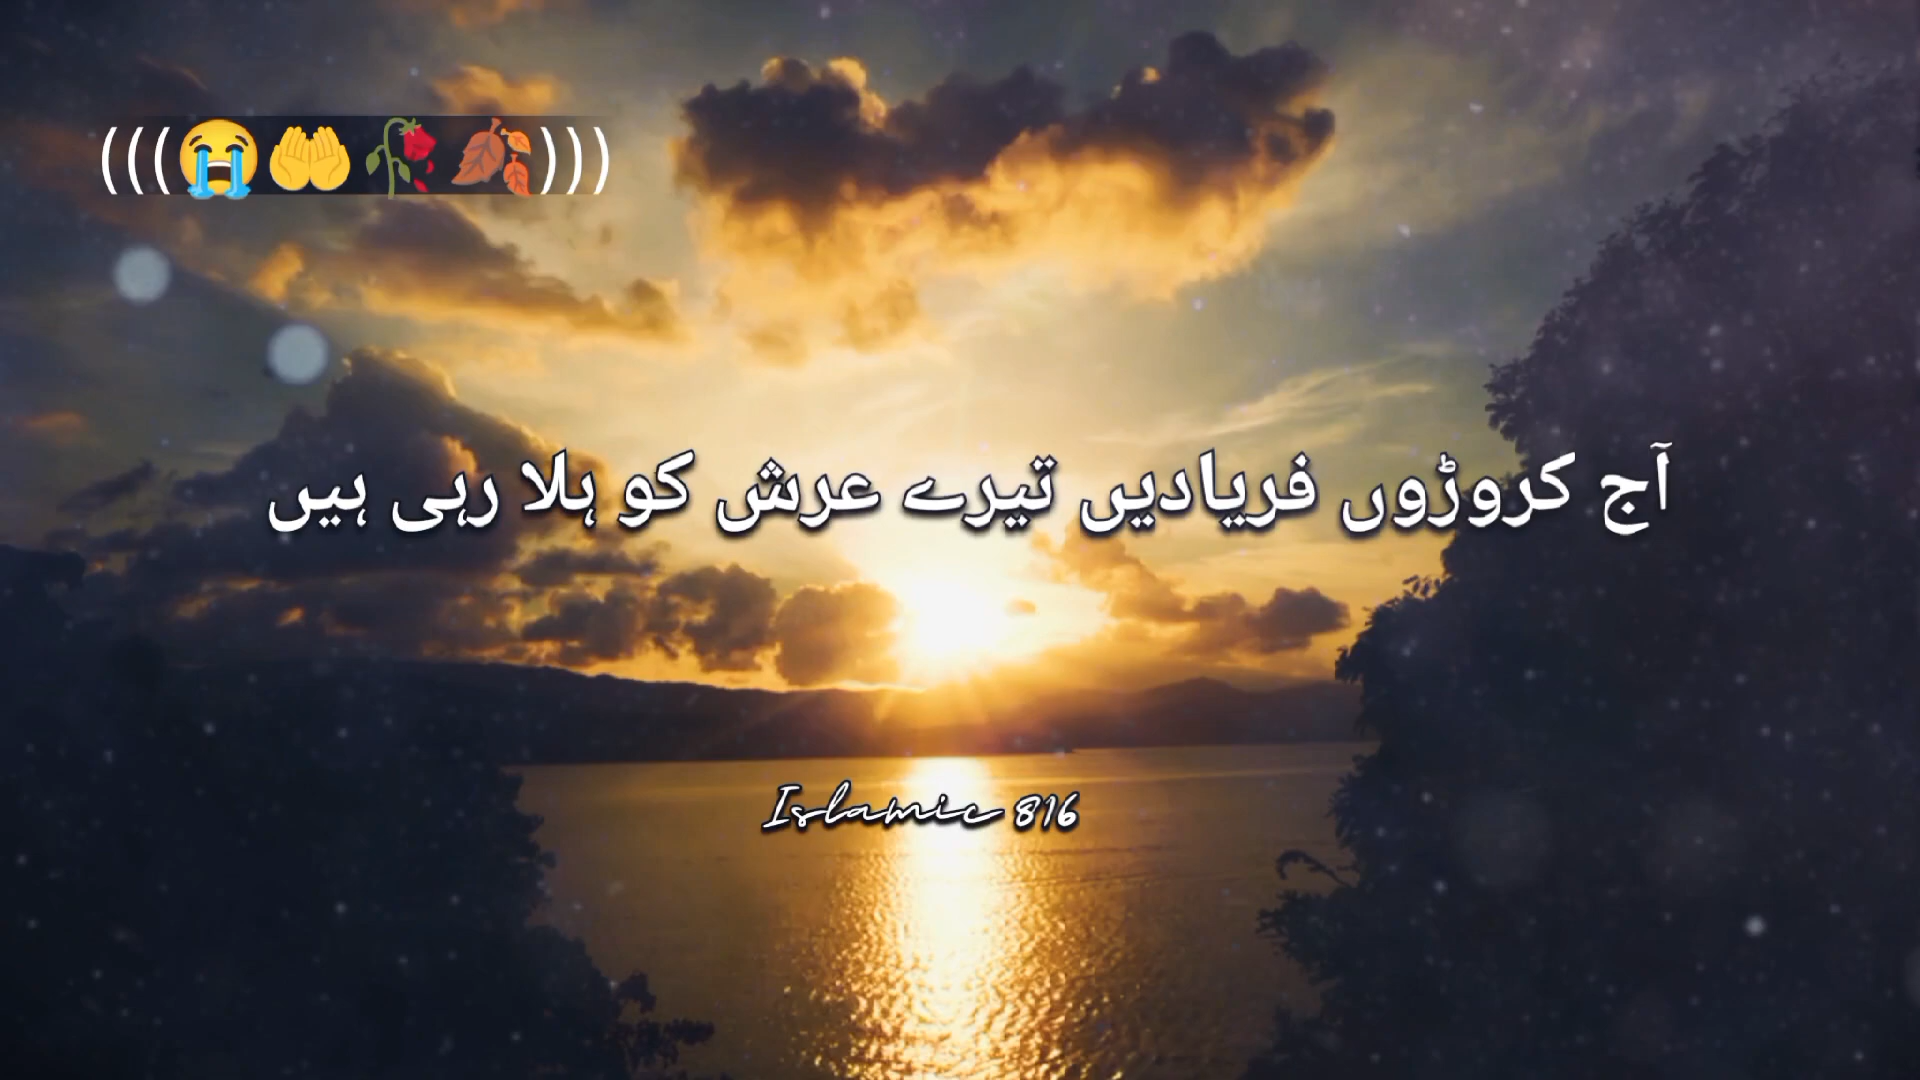 (((😭🤲🥀🍂)))
آج کروڑوں فریادیں تیرے عرش کو ہلا رہی ہیں
Islamic 816